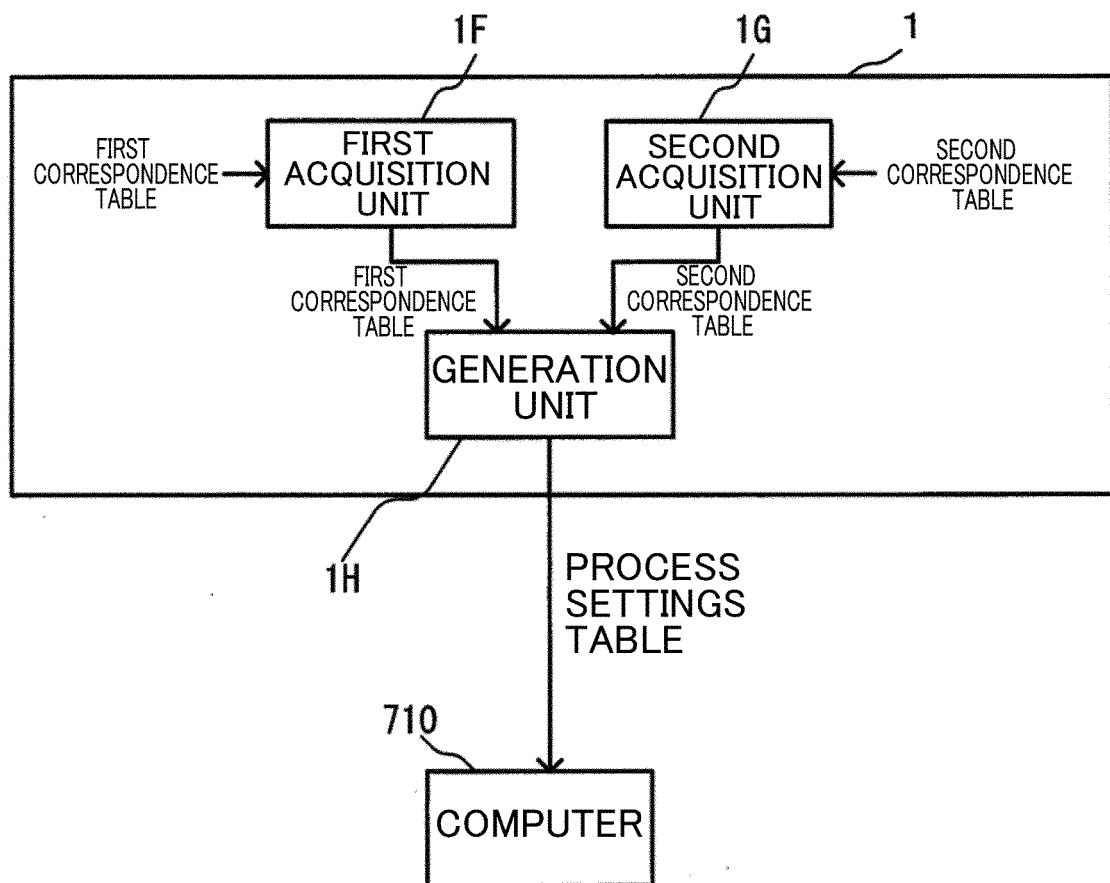 1F
1G
1
FIRST
CORRESPONDENCE
TABLE
FIRST
ACQUISITION
UNIT
SECOND
ACQUISITION
UNIT
SECOND
CORRESPONDENCE
TABLE
FIRST
CORRESPONDENCE
TABLE
SECOND
CORRESPONDENCE
TABLE
GENERATION
UNIT
1H
PROCESS
SETTINGS
TABLE
710
COMPUTER